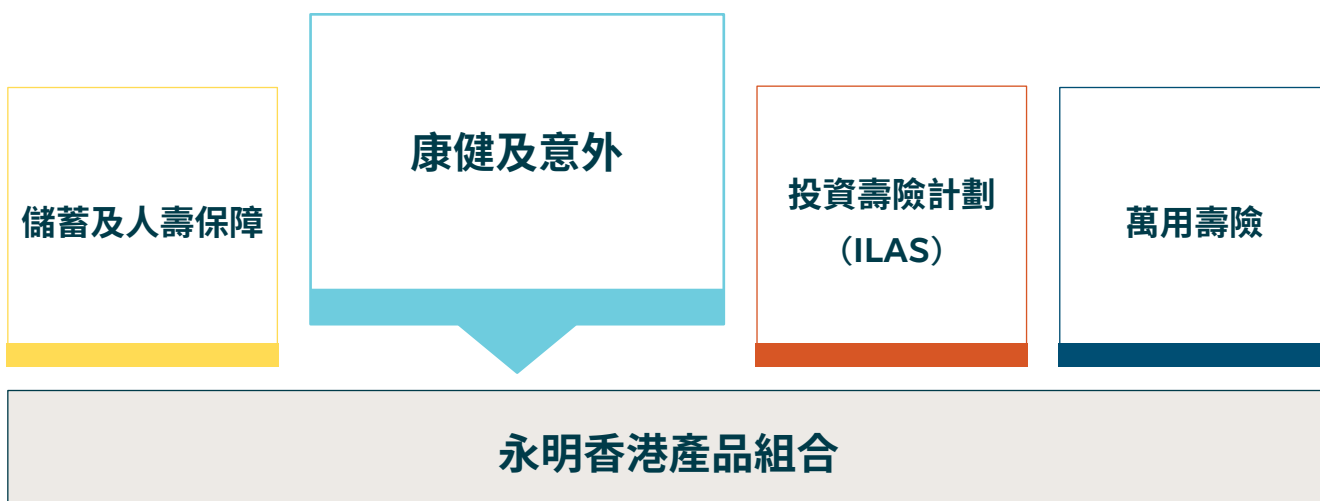 儲蓄及人壽保障
康健及意外
投資壽險計劃
（ILAS）
萬用壽險
永明香港產品組合